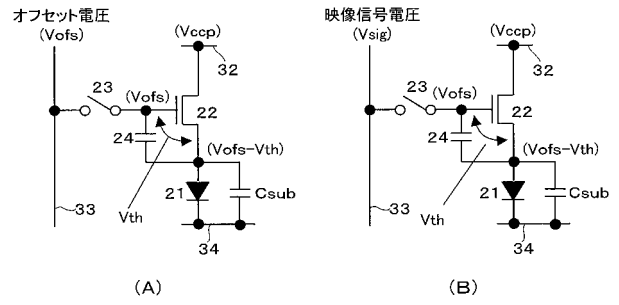 オフセット電圧
(Vofs)
(Vccp)
32
23
(Vofs)
22
24
(Vofs-Vth)
21
Csub
33
Vth
34
(A)
映像信号電圧
(Vsig)
(Vccp)
32
23
(Vofs)
22
24
(Vofs-Vth)
21
Csub
33
Vth
34
(B)